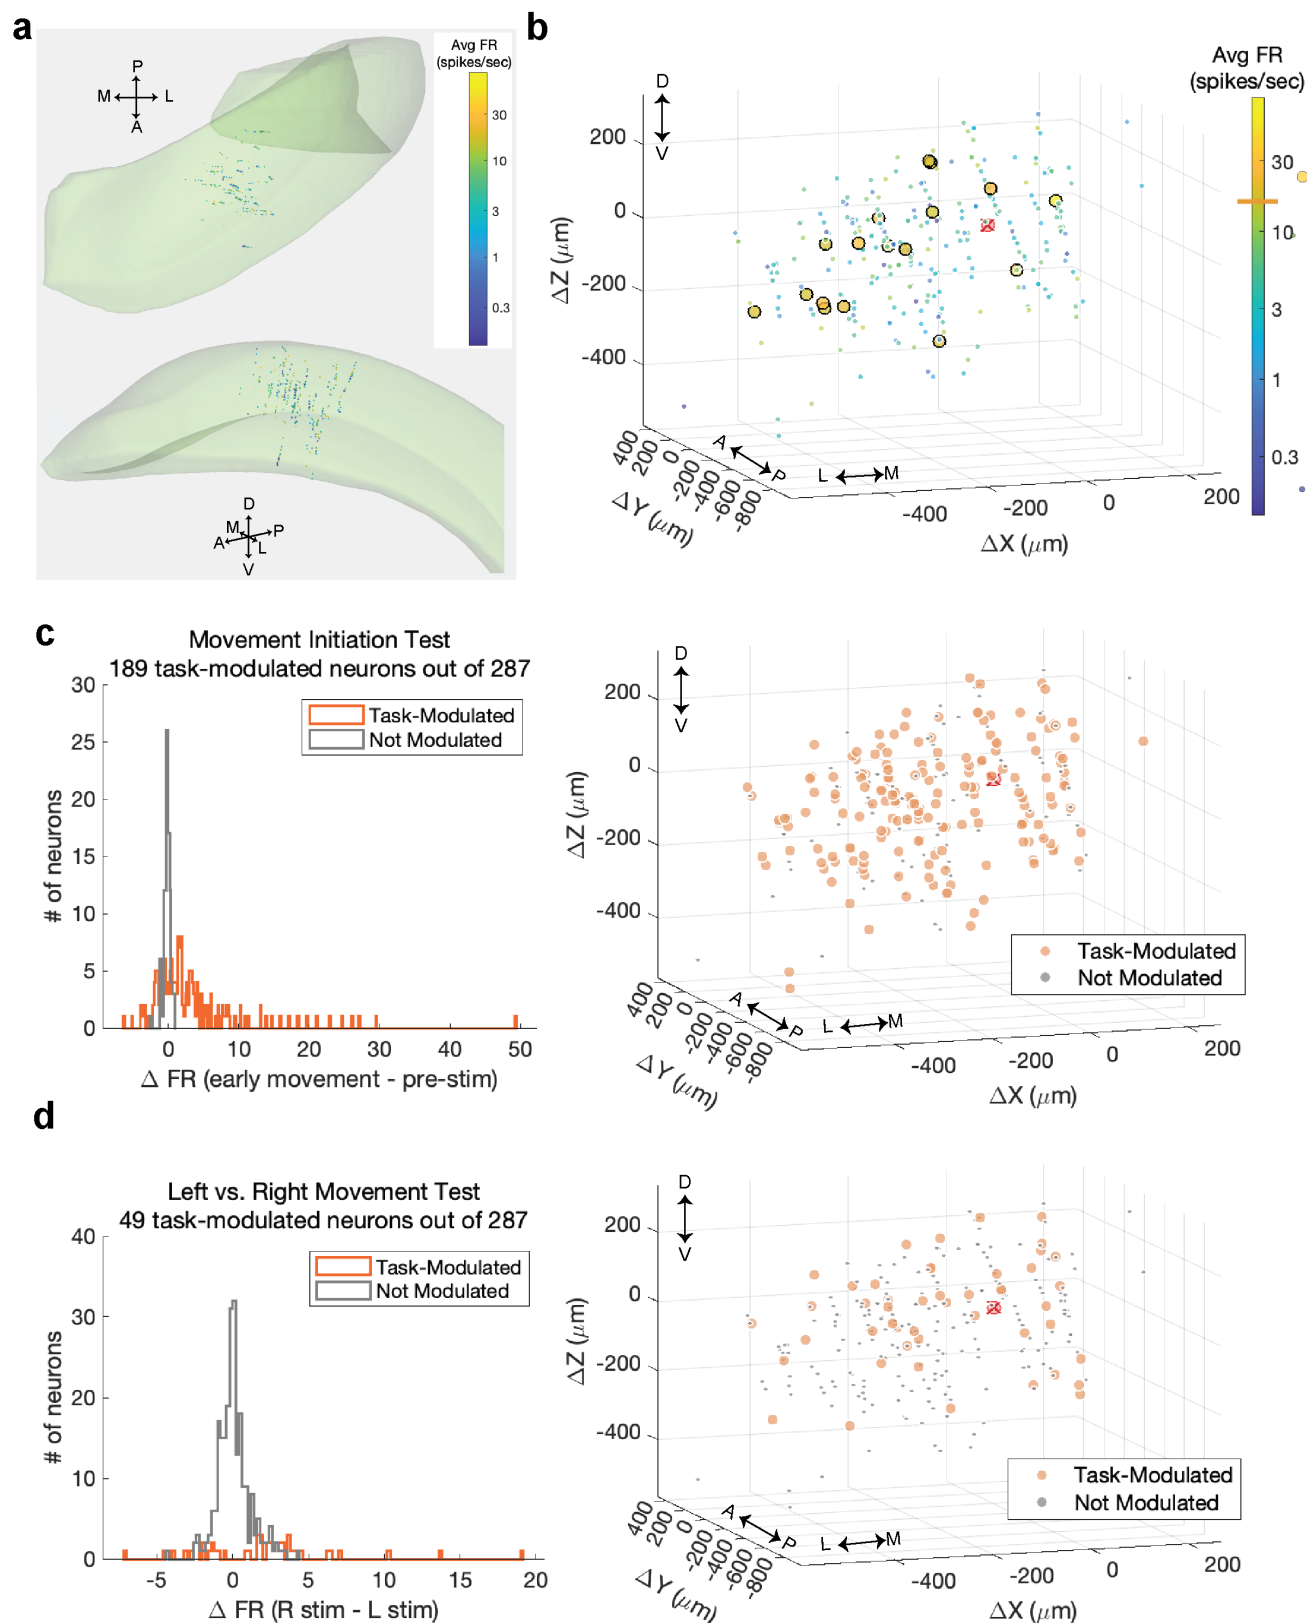 a
Avg FR
(spikes/sec)
30
10
3
1
0.3
P
M
L
A
D
M
P
A
L
V
b
Avg FR
(spikes/sec)
30
10
3
1
0.3
D
V
200
0
-200
-400
ΔZ (μm)
400
200
0
-200
-400
-600
-800
ΔY (μm)
A
P
L
M
-400
-200
0
200
ΔX (μm)
c
Movement Initiation Test
189 task-modulated neurons out of 287
30
25
20
15
10
5
0
# of neurons
Task-Modulated
Not Modulated
0
10
20
30
40
50
Δ FR (early movement - pre-stim)
D
V
200
0
-200
-400
ΔZ (μm)
400
200
0
-200
-400
-600
-800
ΔY (μm)
A
P
L
M
-400
-200
0
200
ΔX (μm)
Task-Modulated
Not Modulated
d
Left vs. Right Movement Test
49 task-modulated neurons out of 287
40
30
20
10
0
# of neurons
Task-Modulated
Not Modulated
-5
0
5
10
15
20
Δ FR (R stim - L stim)
D
V
200
0
-200
-400
ΔZ (μm)
400
200
0
-200
-400
-600
-800
ΔY (μm)
A
P
L
M
-400
-200
0
200
ΔX (μm)
Task-Modulated
Not Modulated